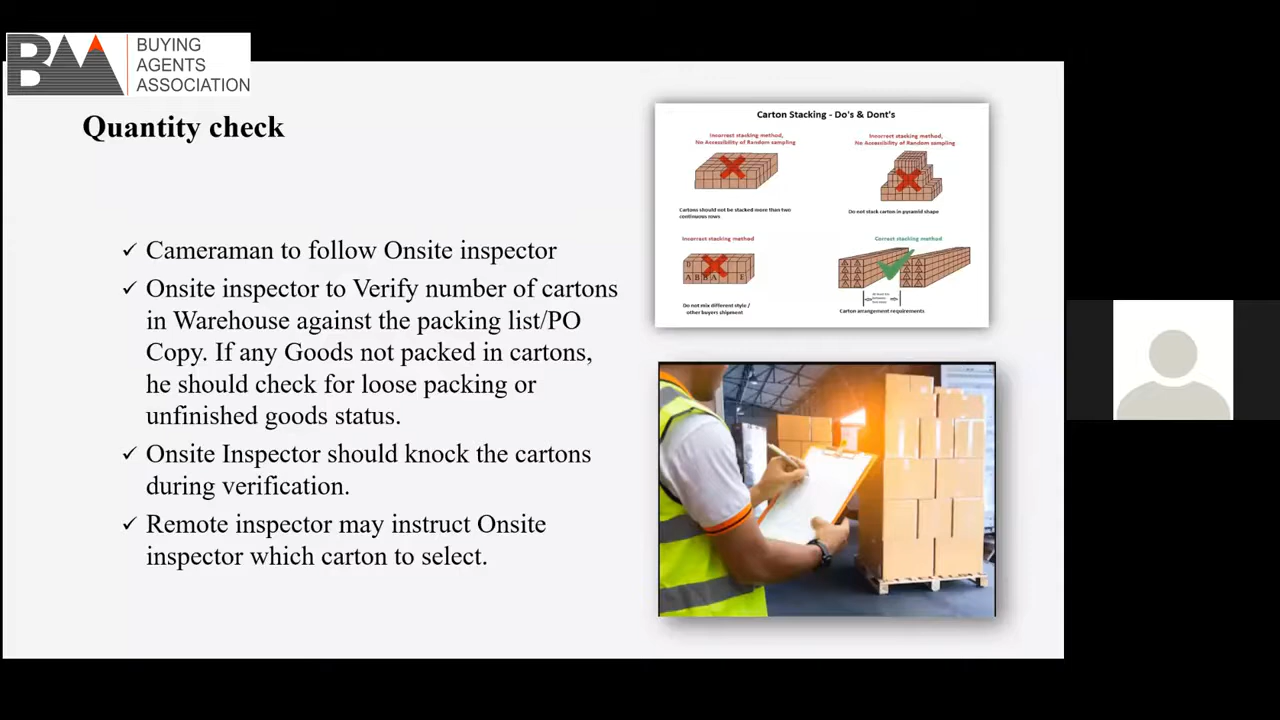 BUYING
AGENTS
ASSOCIATION
Quantity check
✓ Cameraman to follow Onsite inspector
✓ Onsite inspector to Verify number of cartons
in Warehouse against the packing list/PO
Copy. If any Goods not packed in cartons,
he should check for loose packing or
unfinished goods status.
✓ Onsite Inspector should knock the cartons
during verification.
✓ Remote inspector may instruct Onsite
inspector which carton to select.
Carton Stacking - Do's & Dont's
Incorrect stacking method,
No Accessibility of Random sampling
Cartons should not be stacked more than two
continuous rows
Incorrect stacking method,
No Accessibility of Random sampling
Do not stack carton in pyramid shape
Incorrect stacking method
Do not mix different style /
other buyers shipment
Correct stacking method
Carton arrangement requirements